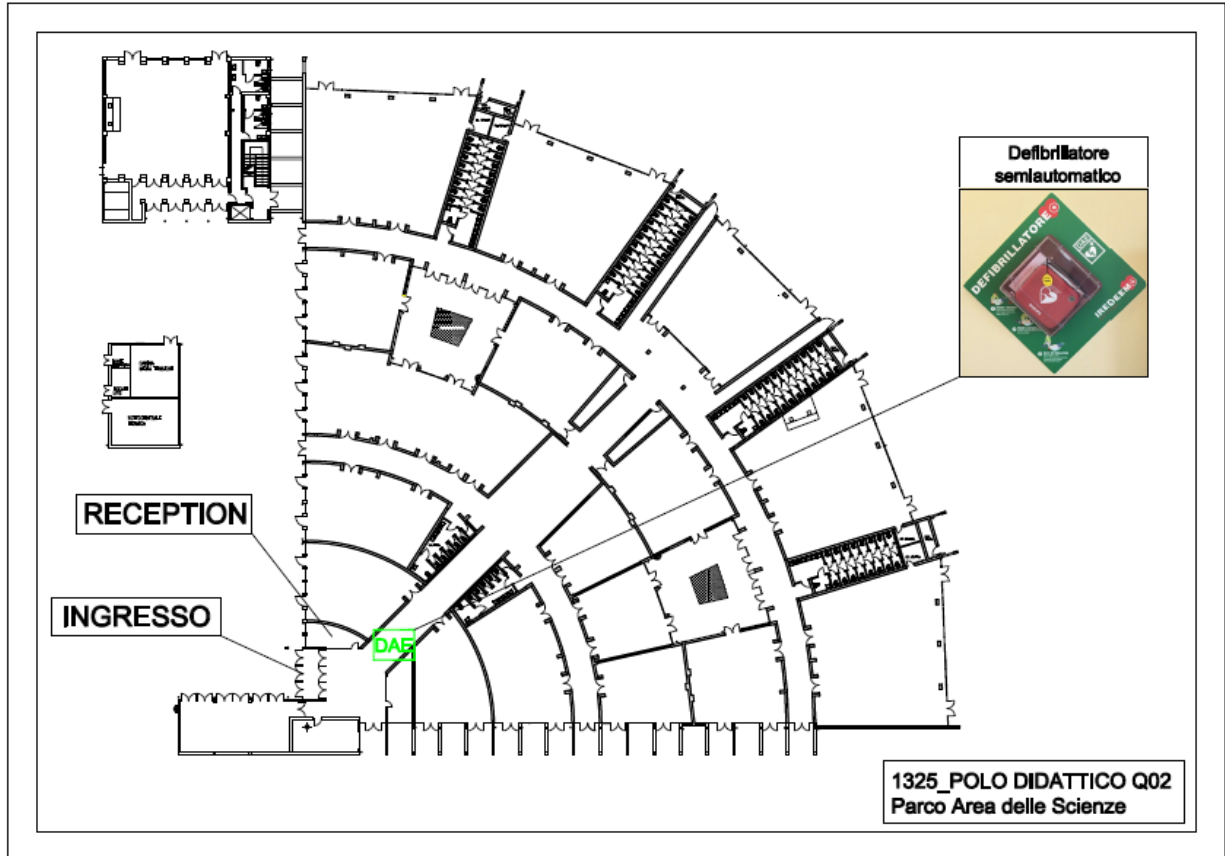 Defibrillatore
semiautomatico
DEFIBRILLATORE
IREDEEM
RECEPTION
INGRESSO
DAE
1325_POLO DIDATTICO Q02
Parco Area delle Scienze